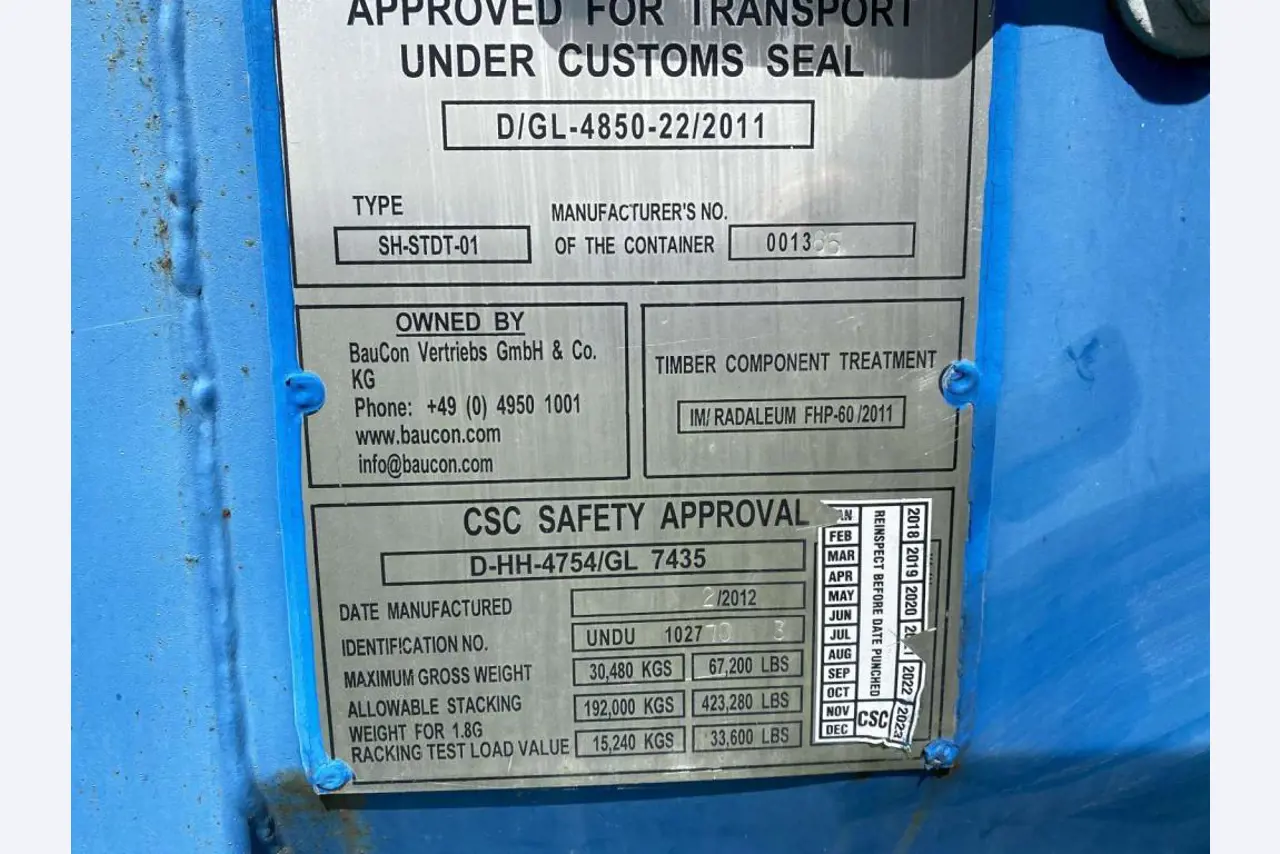 APPROVED FOR TRANSPORT
UNDER CUSTOMS SEAL
D/GL-4850-22/2011
TYPE
SH-STDT-01
MANUFACTURER'S NO.
OF THE CONTAINER
001385
OWNED BY
BauCon Vertriebs GmbH & Co.
KG
Phone: +49 (0) 4950 1001
www.baucon.com
info@baucon.com
TIMBER COMPONENT TREATMENT
IM/ RADALEUM FHP-60/2011
CSC SAFETY APPROVAL
D-HH-4754/GL 7435
DATE MANUFACTURED 2/2012
IDENTIFICATION NO. UNDU 10270 3
MAXIMUM GROSS WEIGHT 30,480 KGS 67,200 LBS
ALLOWABLE STACKING 192,000 KGS 423,280 LBS
WEIGHT FOR 1.8G
RACKING TEST LOAD VALUE 15,240 KGS 33,600 LBS
FEB
MAR
APR
MAY
JUN
JUL
AUG
SEP
OCT
NOV
DEC
REINSPECT BEFORE DATE PUNCHED
CSC
2018 2019 2020 2022 2023